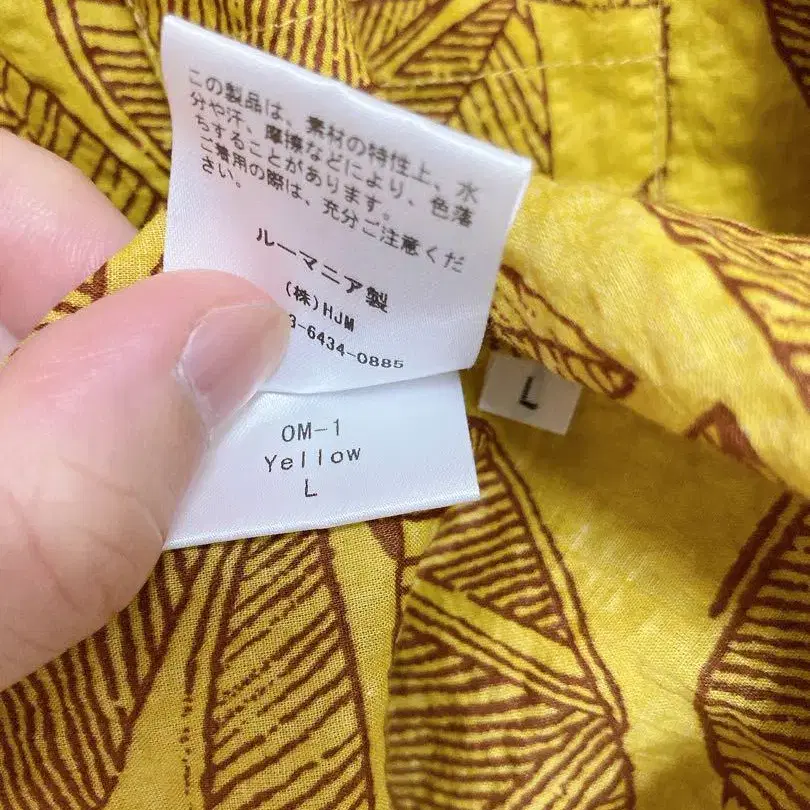 この製品は、素材の特性上、水
分や汗、摩擦などにより、色落
ちすることがあります。
ご着用の際は、充分ご注意くだ
さい。
ルーマニア製
(株)HJM
3-6434-0885
OM-1
Yellow
L
L